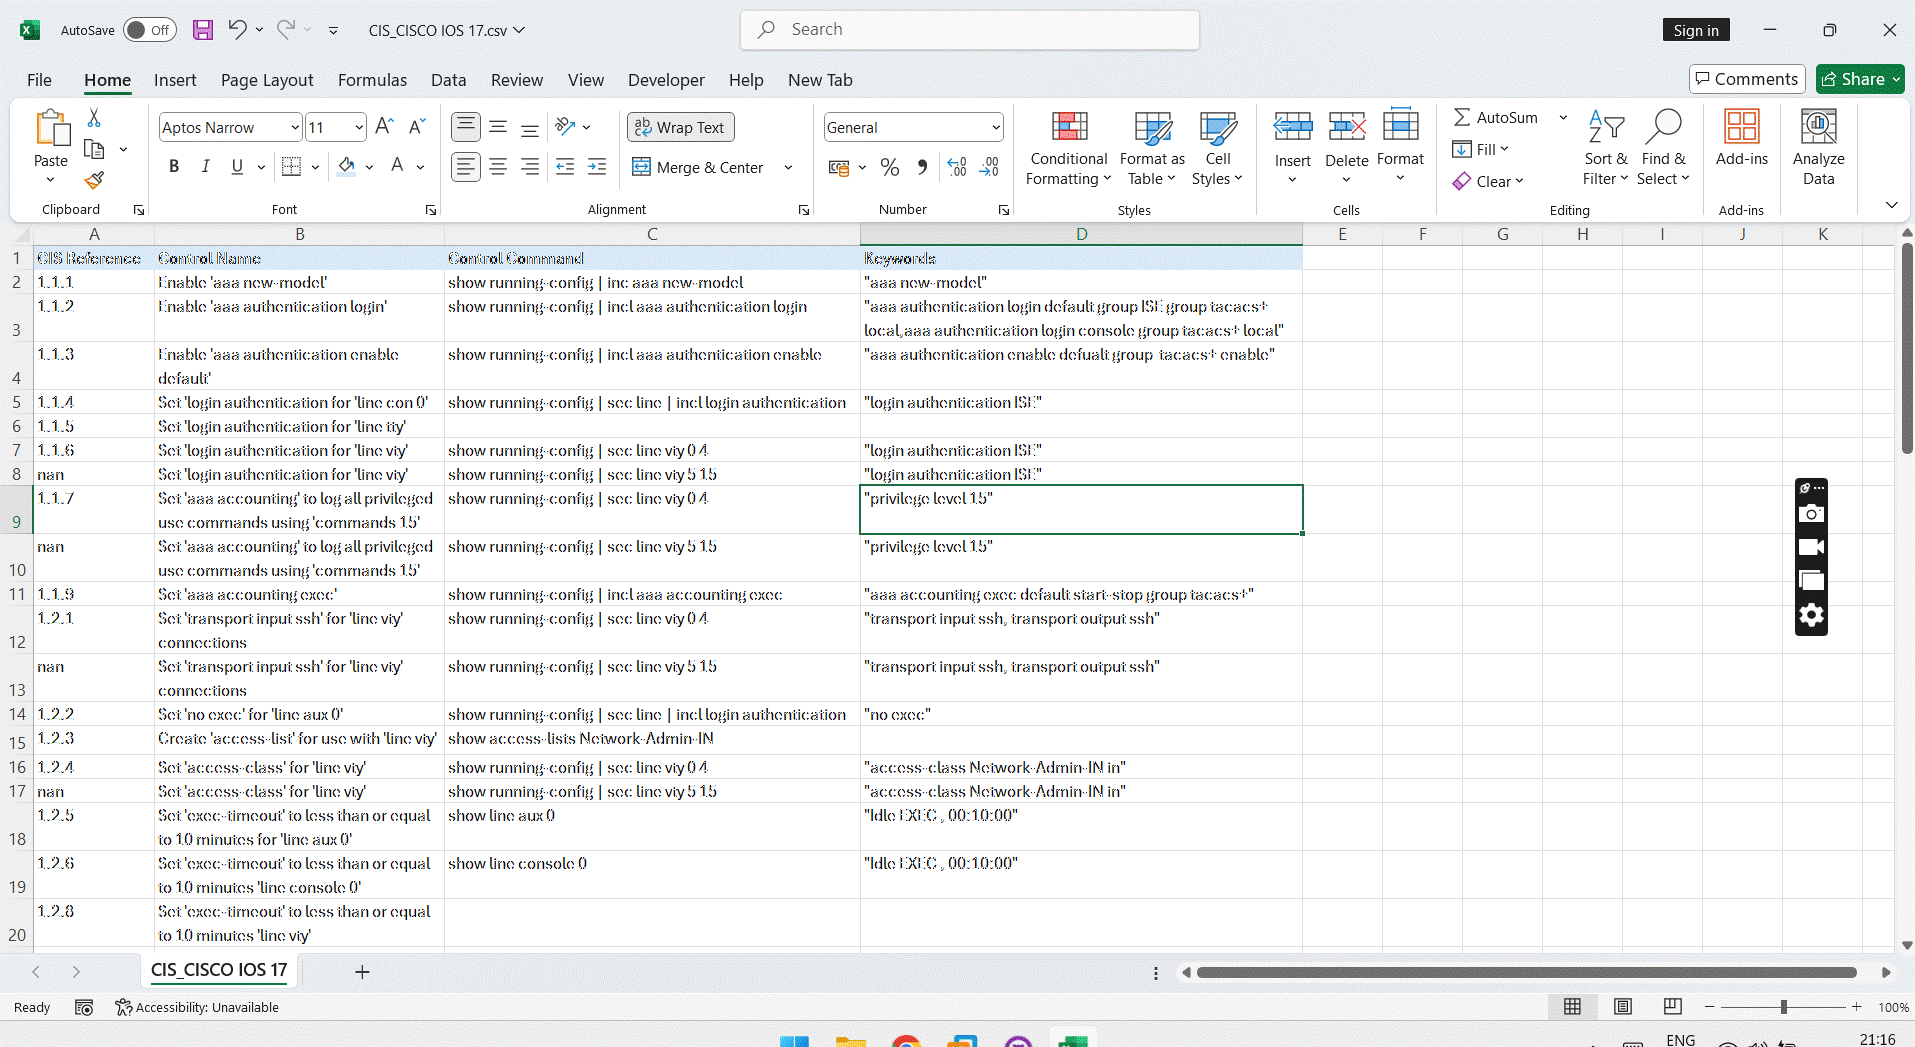 AutoSave Off CIS_CISCO IOS 17.csv Search Sign in
File Home Insert Page Layout Formulas Data Review View Developer Help New Tab Comments Share
Paste
Clipboard
Aptos Narrow 11
B I U
Font
Wrap Text
Merge & Center
Alignment
General
Number
Conditional Formatting
Format as Table
Cell Styles
Styles
Insert Delete Format
Cells
AutoSum
Fill
Clear
Sort & Filter
Find & Select
Editing
Add-ins
Add-ins
Analyze Data
A B C D E F G H I J K
1 CIS Reference Control Name Control Command Keywords
2 1.1.1 Enable 'aaa new-model' show running-config | inc aaa new-model "aaa new-model"
3 1.1.2 Enable 'aaa authentication login' show running-config | incl aaa authentication login "aaa authentication login default group ISE group tacacs+
local,aaa authentication login console group tacacs+ local"
4 1.1.3 Enable 'aaa authentication enable show running-config | incl aaa authentication enable "aaa authentication enable defualt group tacacs+ enable"
default'
5 1.1.4 Set 'login authentication for 'line con 0' show running-config | sec line | incl login authentication "login authentication ISE"
6 1.1.5 Set 'login authentication for 'line tty'
7 1.1.6 Set 'login authentication for 'line vty' show running-config | sec line vty 0 4 "login authentication ISE"
8 nan Set 'login authentication for 'line vty' show running-config | sec line vty 5 15 "login authentication ISE"
9 1.1.7 Set 'aaa accounting' to log all privileged show running-config | sec line vty 0 4 "privilege level 15"
use commands using 'commands 15'
10 nan Set 'aaa accounting' to log all privileged show running-config | sec line vty 5 15 "privilege level 15"
use commands using 'commands 15'
11 1.1.9 Set 'aaa accounting exec' show running-config | incl aaa accounting exec "aaa accounting exec default start-stop group tacacs+"
12 1.2.1 Set 'transport input ssh' for 'line vty' show running-config | sec line vty 0 4 "transport input ssh, transport output ssh"
connections
13 nan Set 'transport input ssh' for 'line vty' show running-config | sec line vty 5 15 "transport input ssh, transport output ssh"
connections
14 1.2.2 Set 'no exec' for 'line aux 0' show running-config | sec line | incl login authentication "no exec"
15 1.2.3 Create 'access-list' for use with 'line vty' show access-lists Network-Admin-IN
16 1.2.4 Set 'access-class' for 'line vty' show running-config | sec line vty 0 4 "access-class Network-Admin-IN in"
17 nan Set 'access-class' for 'line vty' show running-config | sec line vty 5 15 "access-class Network-Admin-IN in"
18 1.2.5 Set 'exec-timeout' to less than or equal show line aux 0 "Idle EXEC , 00:10:00"
to 10 minutes for 'line aux 0'
19 1.2.6 Set 'exec-timeout' to less than or equal show line console 0 "Idle EXEC , 00:10:00"
to 10 minutes 'line console 0'
20 1.2.8 Set 'exec-timeout' to less than or equal
to 10 minutes 'line vty'
CIS_CISCO IOS 17
Ready Accessibility: Unavailable 100%
ENG 21:16